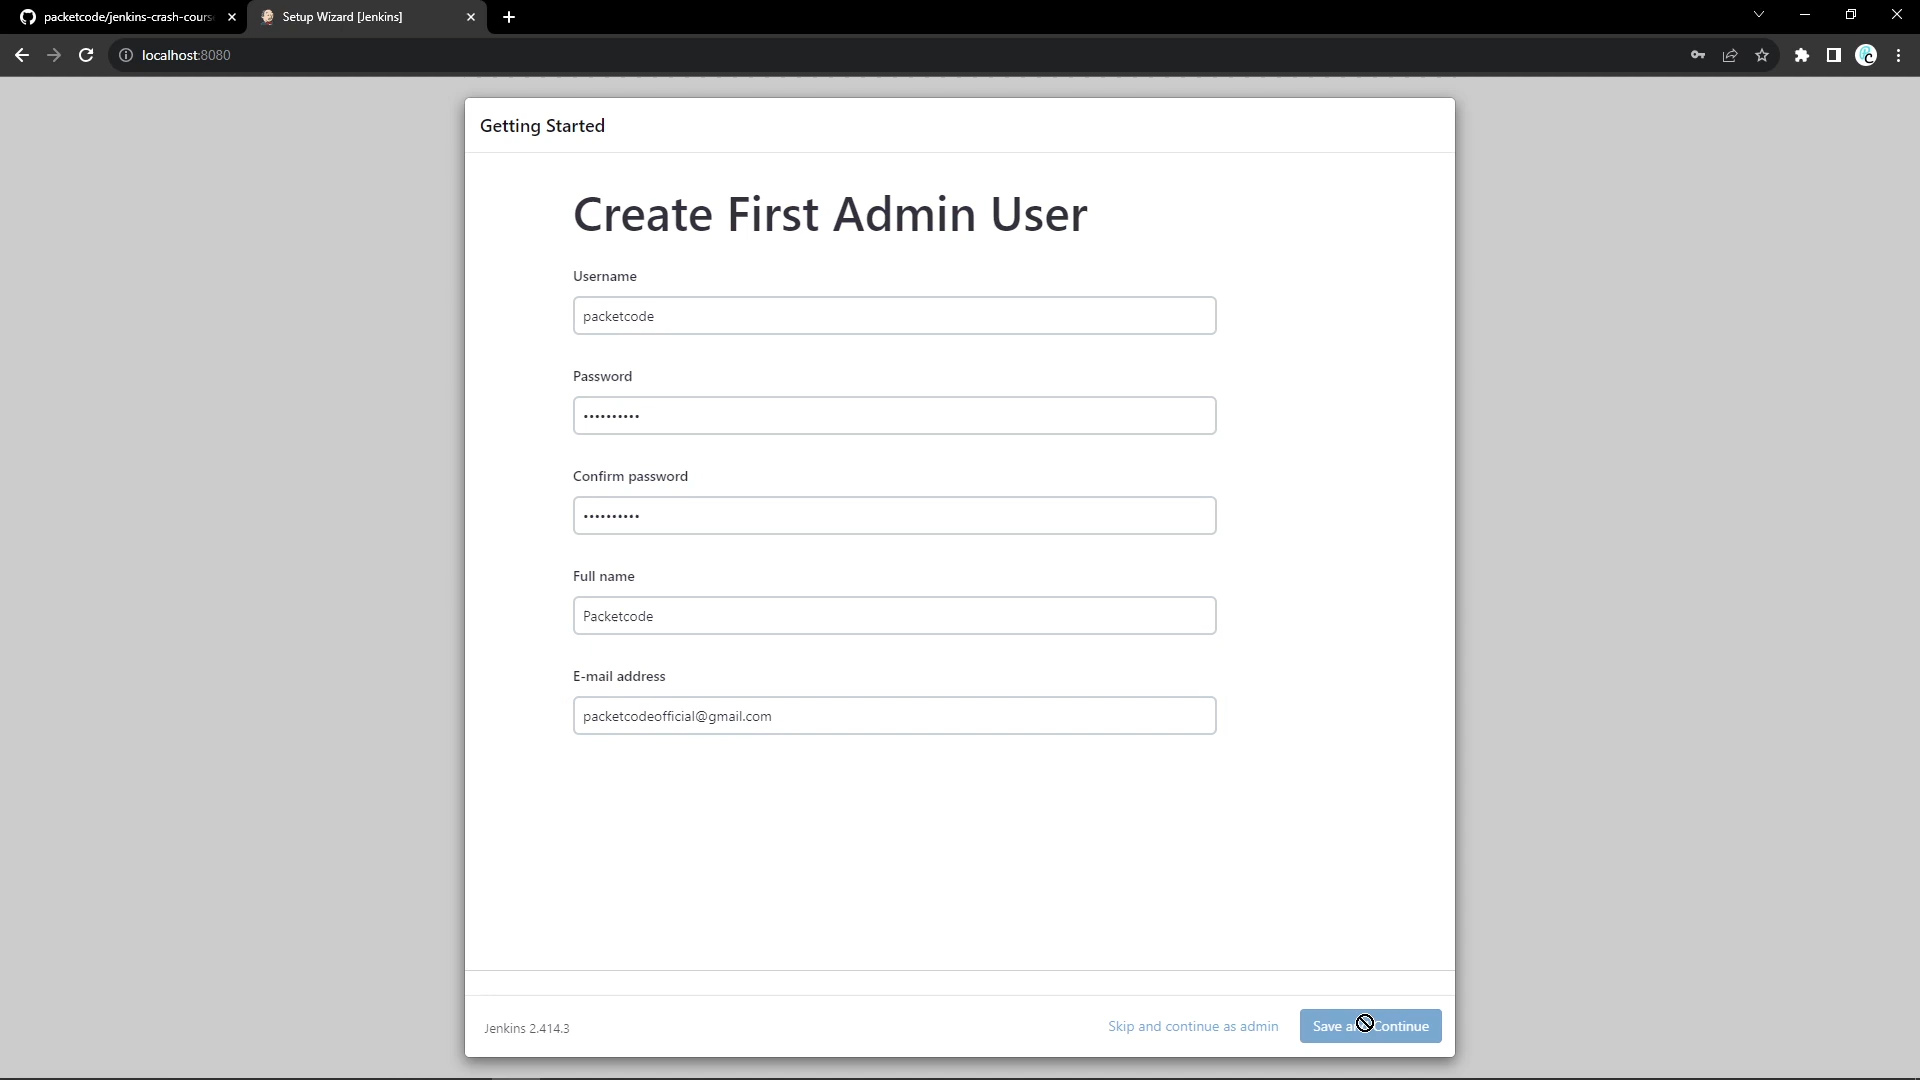 packetcode/jenkins-crash-cours
Setup Wizard [Jenkins]
localhost:8080
Getting Started
Create First Admin User
Username
packetcode
Password
••••••••••
Confirm password
••••••••••
Full name
Packetcode
E-mail address
packetcodeofficial@gmail.com
Jenkins 2.414.3
Skip and continue as admin
Save and Continue